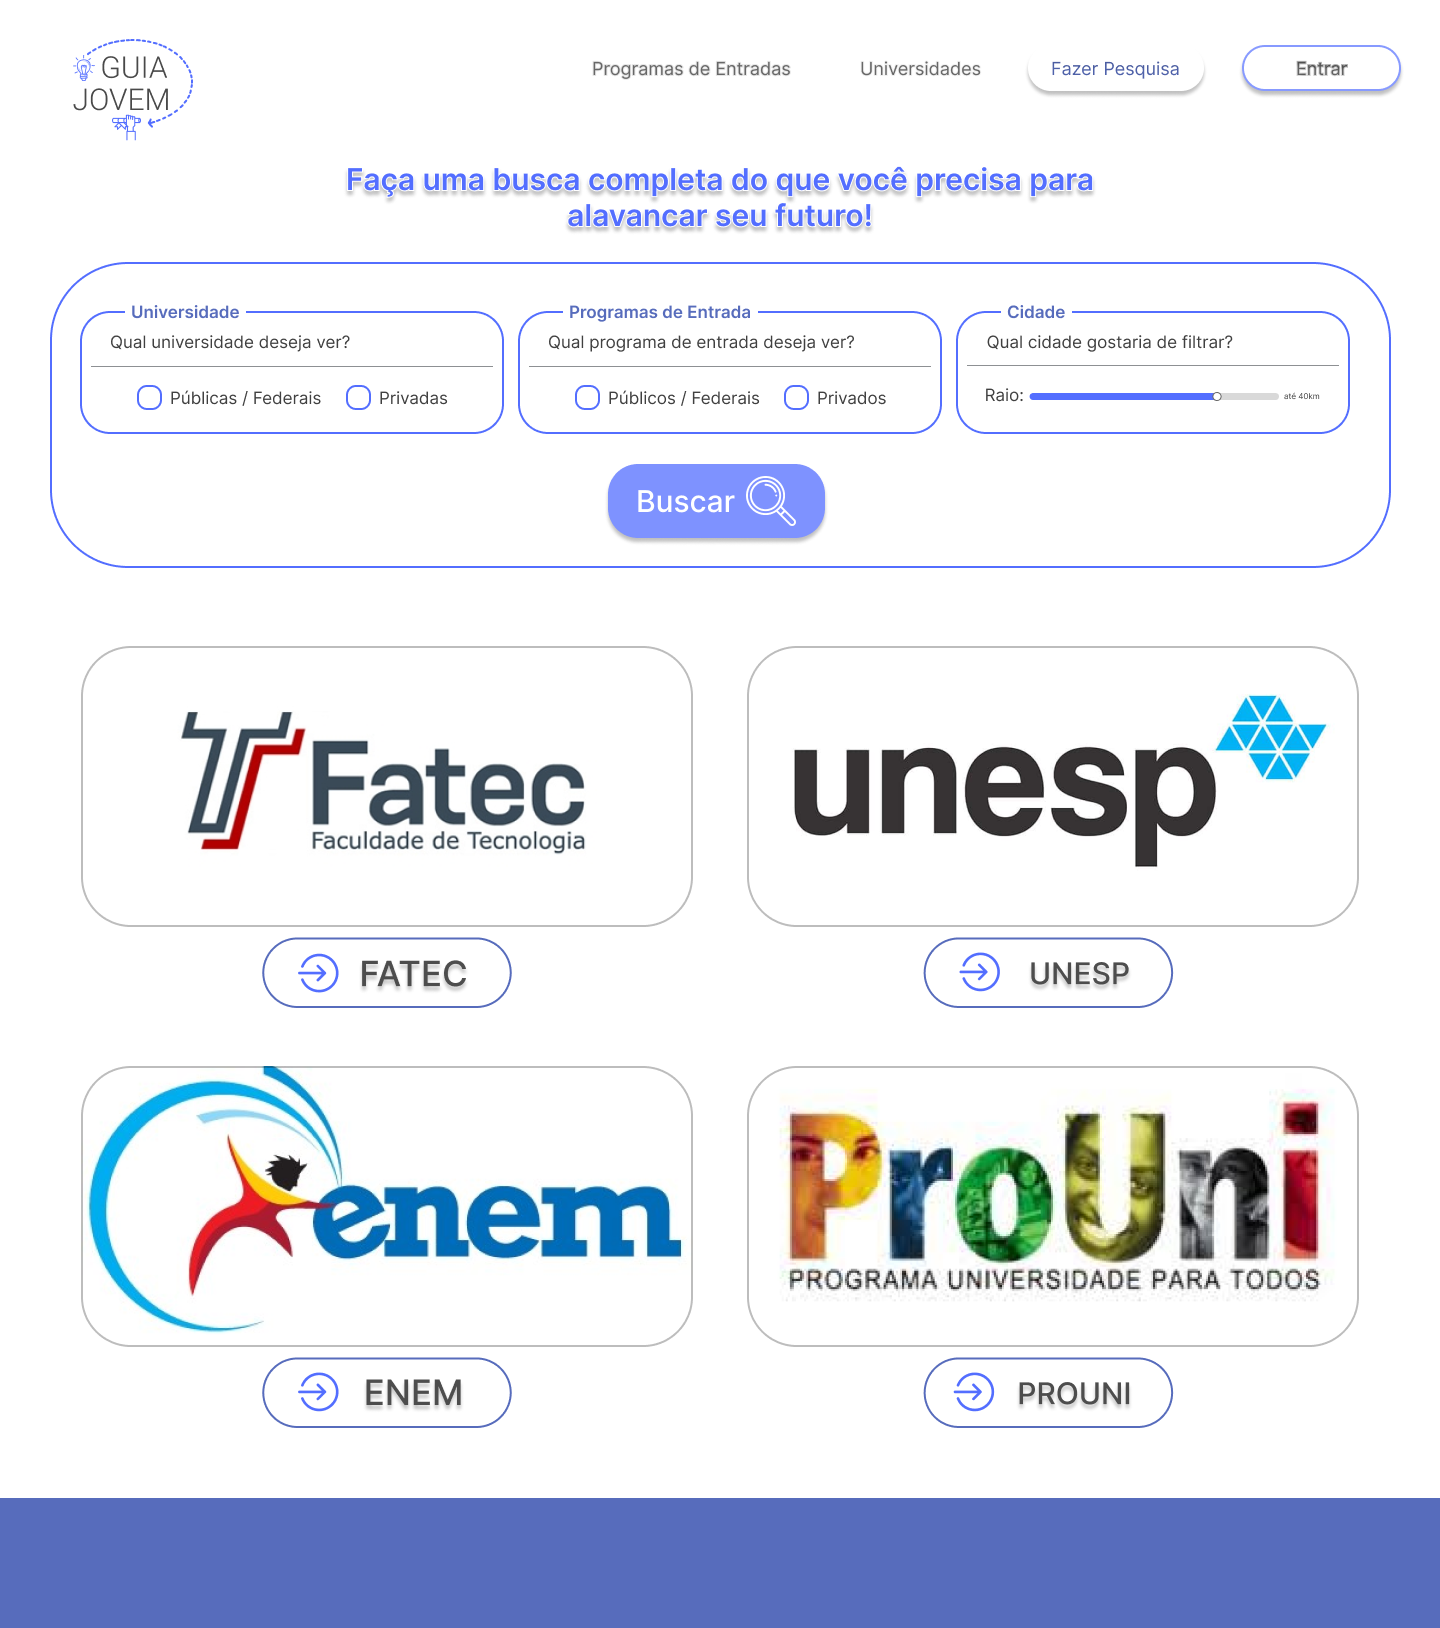 GUIA
JOVEM
Programas de Entradas
Universidades
Fazer Pesquisa
Entrar
Faça uma busca completa do que você precisa para
alavancar seu futuro!
Universidade
Qual universidade deseja ver?
Públicas / Federais
Privadas
Programas de Entrada
Qual programa de entrada deseja ver?
Públicos / Federais
Privados
Cidade
Qual cidade gostaria de filtrar?
Raio:
até 40km
Buscar
Fatec
Faculdade de Tecnologia
unesp
FATEC
UNESP
enem
ProUni
PROGRAMA UNIVERSIDADE PARA TODOS
ENEM
PROUNI